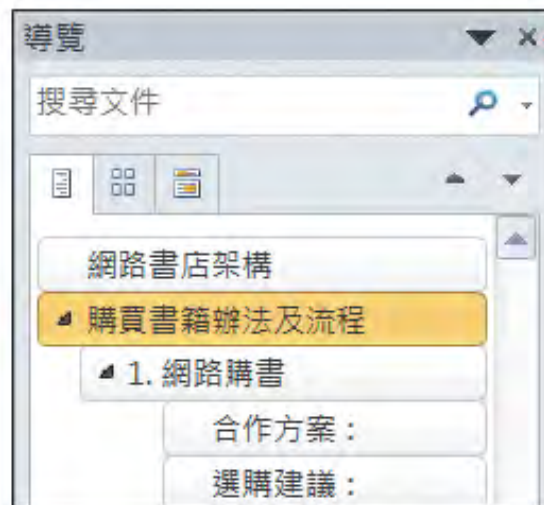 導覽
搜尋文件
網路書店架構
購買書籍辦法及流程
1. 網路購書
合作方案：
選購建議：